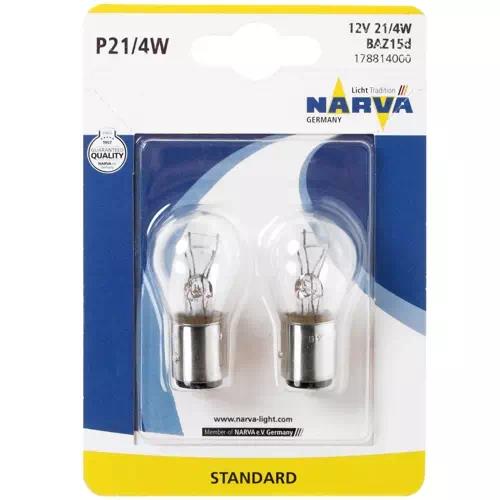 P21/4W
12V 21/4W
BAZ15d
178814000
Licht Tradition
NARVA
GERMANY
GUARANTEED
QUALITY
www.narva-light.com
Member of NARVA e.V. Germany
STANDARD